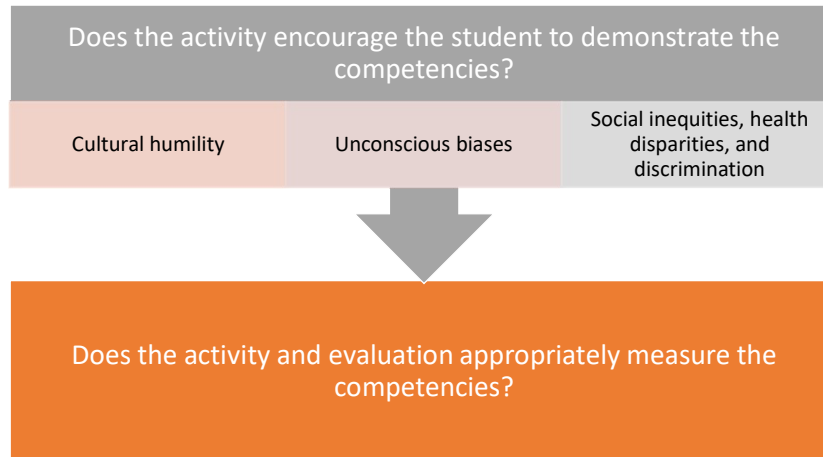 Does the activity encourage the student to demonstrate the
competencies?
Cultural humility
Unconscious biases
Social inequities, health
disparities, and
discrimination
Does the activity and evaluation appropriately measure the
competencies?